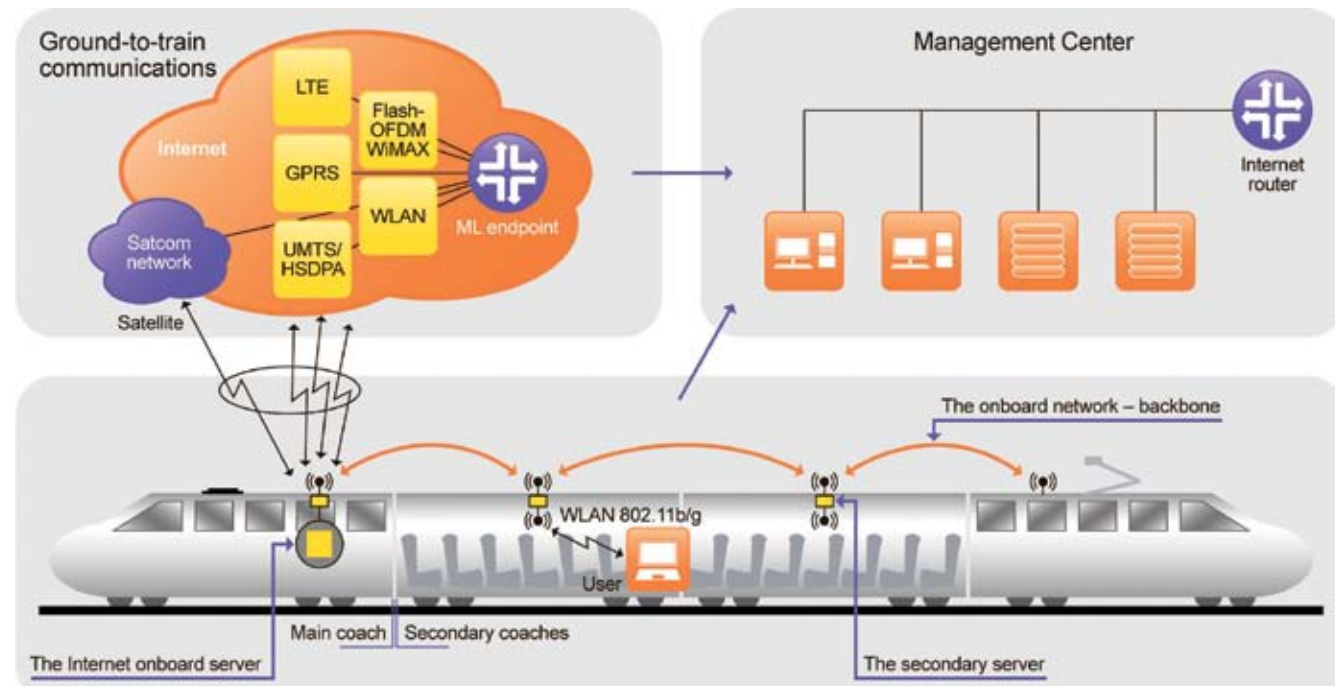 Ground-to-train
communications
LTE
Flash-
OFDM
WiMAX
Internet
GPRS
WLAN
ML endpoint
Satcom
network
UMTS/
HSDPA
Satellite
Management Center
Internet
router
The onboard network – backbone
WLAN 802.11b/g
User
Main coach
Secondary coaches
The Internet onboard server
The secondary server